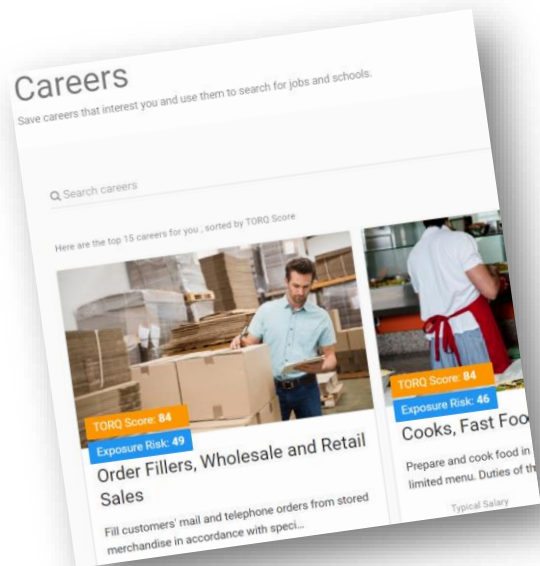 Careers
Save careers that interest you and use them to search for jobs and schools.
Search careers
Here are the top 15 careers for you , sorted by TORQ Score
TORQ Score: 84
Exposure Risk: 49
Order Fillers, Wholesale and Retail
Sales
Fill customers' mail and telephone orders from stored
merchandise in accordance with speci...
TORQ Score: 84
Exposure Risk: 46
Cooks, Fast Foo
Prepare and cook food in
limited menu. Duties of th
Typical Salary